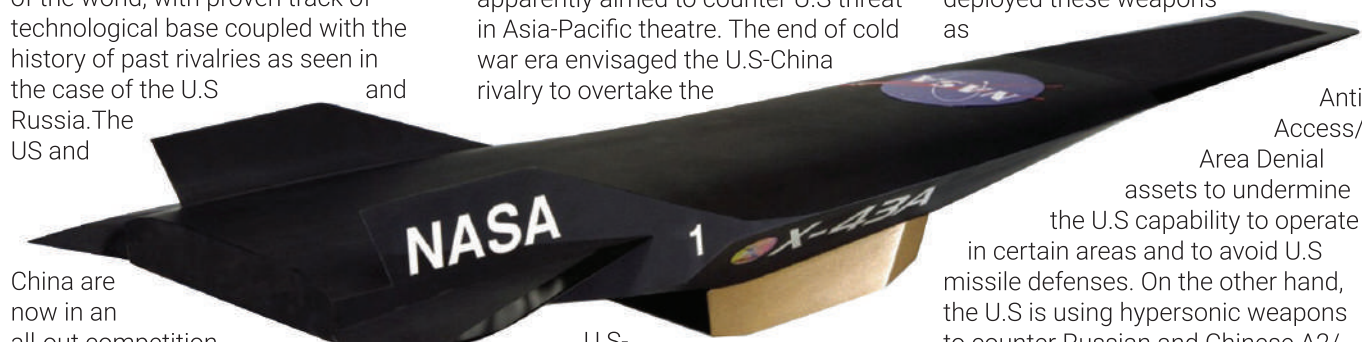 of the world, with proven track of
technological base coupled with the
history of past rivalries as seen in
the case of the U.S and
Russia.The
US and
China are
now in an
all out competition
apparently aimed to counter U.S threat
in Asia-Pacific theatre. The end of cold
war era envisaged the U.S-China
rivalry to overtake the
U.S-
deployed these weapons
as
Anti
Access/
Area Denial
assets to undermine
the U.S capability to operate
in certain areas and to avoid U.S
missile defenses. On the other hand,
the U.S is using hypersonic weapons
to counter Russian and Chinese A2/
NASA
NASA
1
X-43A